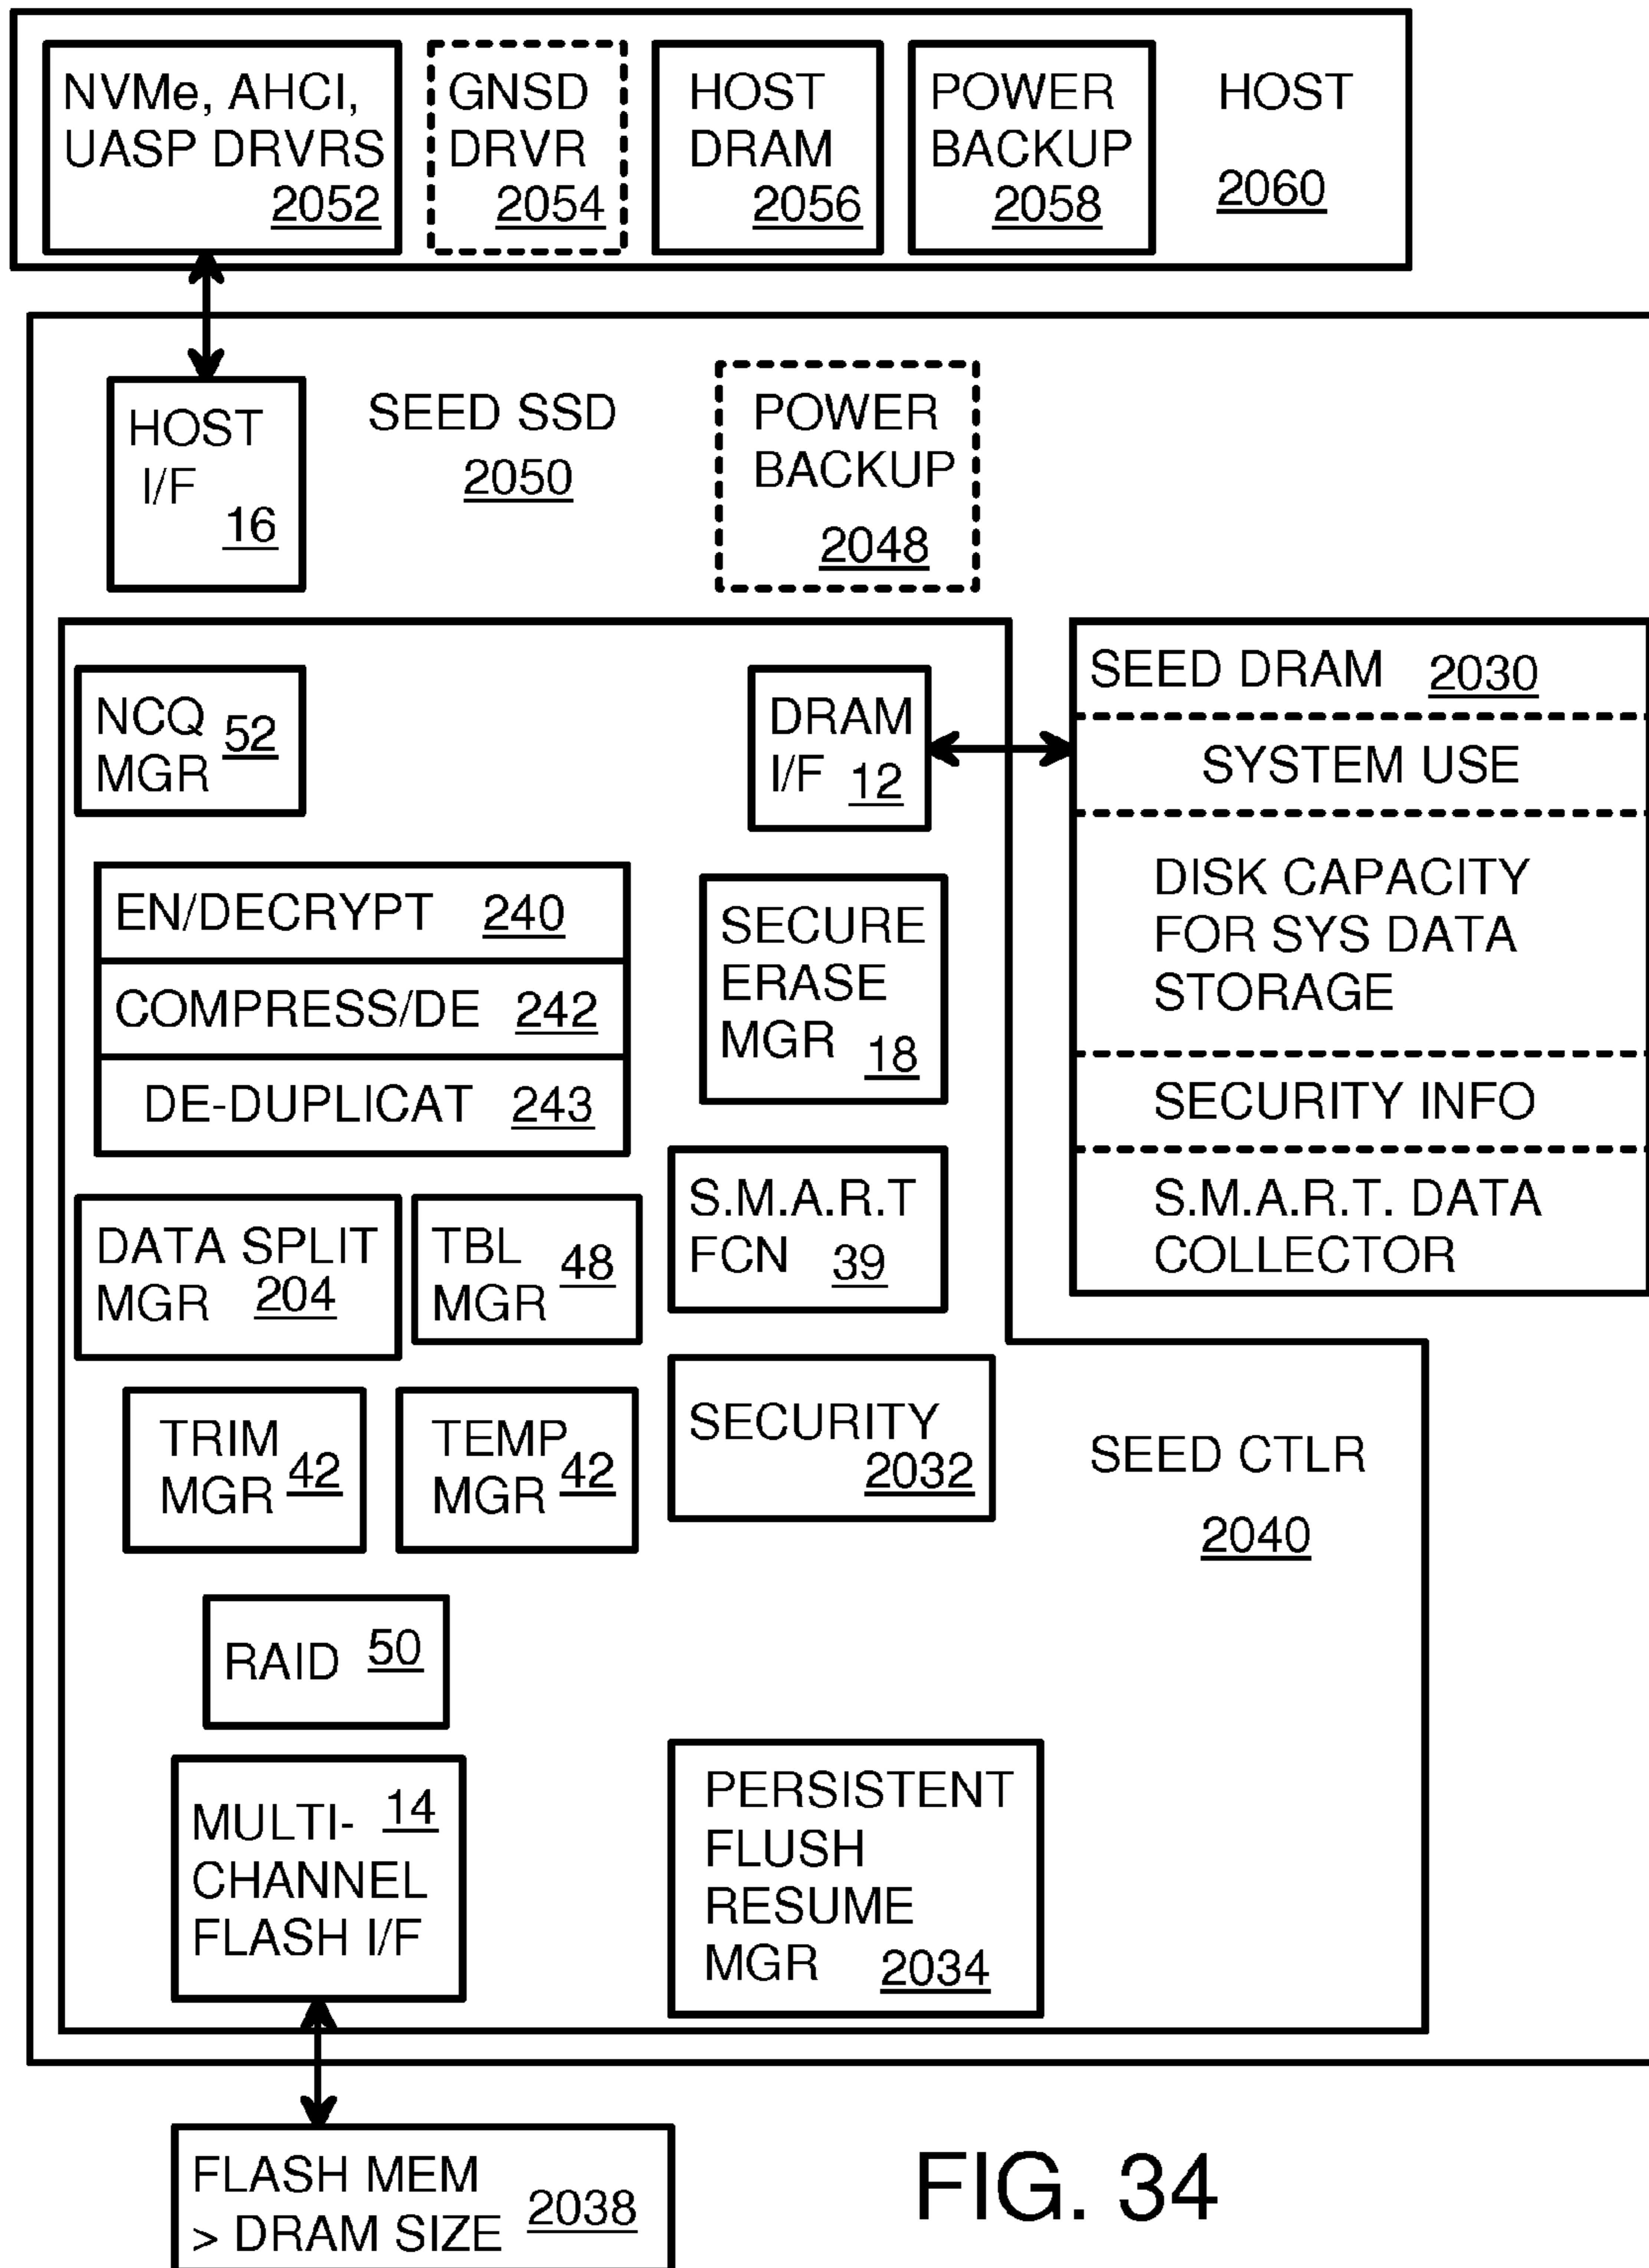 NVMe, AHCI,
UASP DRVRS
2052
GNSD
DRVR
2054
HOST
DRAM
2056
POWER
BACKUP
2058
HOST
2060
HOST
I/F
16
SEED SSD
2050
POWER
BACKUP
2048
NCQ
MGR 52
DRAM
I/F 12
SEED DRAM 2030
SYSTEM USE
DISK CAPACITY
FOR SYS DATA
STORAGE
SECURITY INFO
S.M.A.R.T. DATA
COLLECTOR
EN/DECRYPT 240
COMPRESS/DE 242
DE-DUPLICAT 243
SECURE
ERASE
MGR 18
DATA SPLIT
MGR 204
TBL
MGR 48
S.M.A.R.T
FCN 39
TRIM
MGR 42
TEMP
MGR 42
SECURITY
2032
SEED CTLR
2040
RAID 50
MULTI- 14
CHANNEL
FLASH I/F
PERSISTENT
FLUSH
RESUME
MGR 2034
FLASH MEM
> DRAM SIZE 2038
FIG. 34